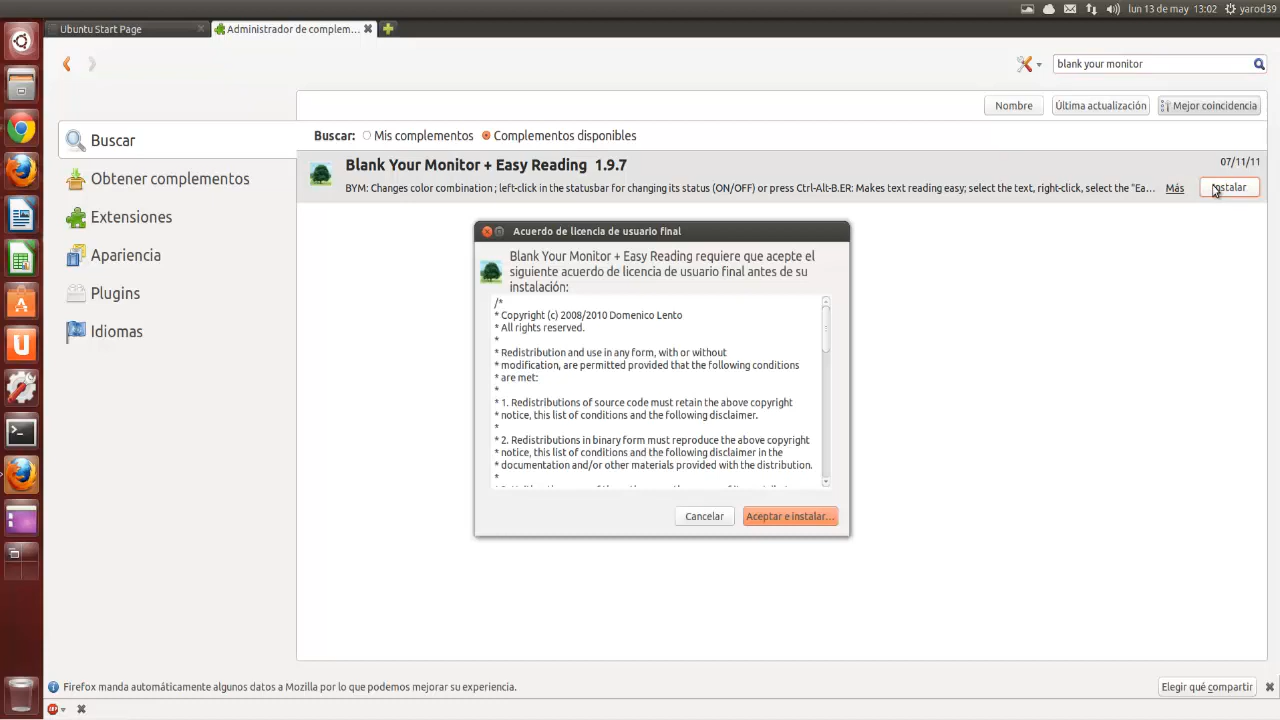 lun 13 de may 13:02 yarod39
Ubuntu Start Page
Administrador de complem...
blank your monitor
Nombre
Última actualización
Mejor coincidencia
Buscar: Mis complementos Complementos disponibles
Buscar
Obtener complementos
Extensiones
Apariencia
Plugins
Idiomas
Blank Your Monitor + Easy Reading 1.9.7
07/11/11
BYM: Changes color combination ; left-click in the statusbar for changing its status (ON/OFF) or press Ctrl-Alt-B.ER: Makes text reading easy; select the text, right-click, select the "Ea... Más
Instalar
Acuerdo de licencia de usuario final
Blank Your Monitor + Easy Reading requiere que acepte el
siguiente acuerdo de licencia de usuario final antes de su
instalación:
/*
* Copyright (c) 2008/2010 Domenico Lento
* All rights reserved.
*
* Redistribution and use in any form, with or without
* modification, are permitted provided that the following conditions
* are met:
*
* 1. Redistributions of source code must retain the above copyright
* notice, this list of conditions and the following disclaimer.
*
* 2. Redistributions in binary form must reproduce the above copyright
* notice, this list of conditions and the following disclaimer in the
* documentation and/or other materials provided with the distribution.
*
Cancelar
Aceptar e instalar...
Firefox manda automáticamente algunos datos a Mozilla por lo que podemos mejorar su experiencia.
Elegir qué compartir
ABP